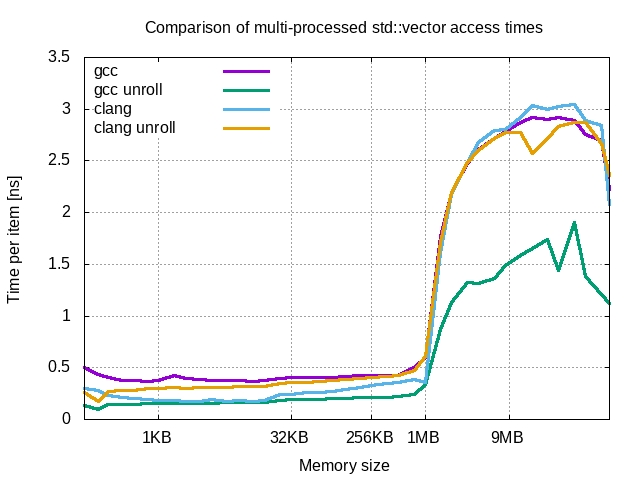 Comparison of multi-processed std::vector access times
3.5
3
2.5
2
1.5
1
0.5
0
Time per item [ns]
gcc
gcc unroll
clang
clang unroll
1KB 32KB 256KB 1MB 9MB
Memory size